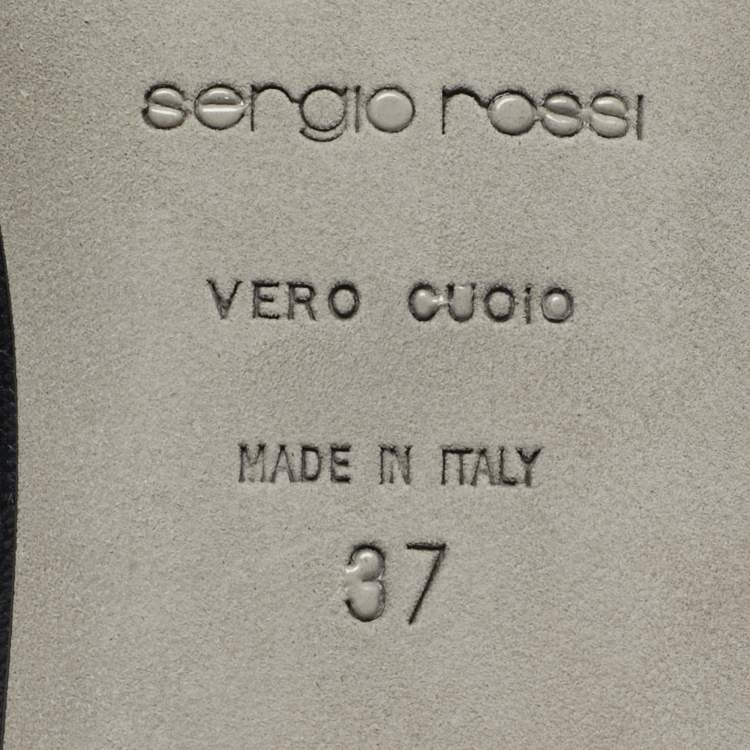 sergio rossi
VERO CUOIO
MADE IN ITALY
37